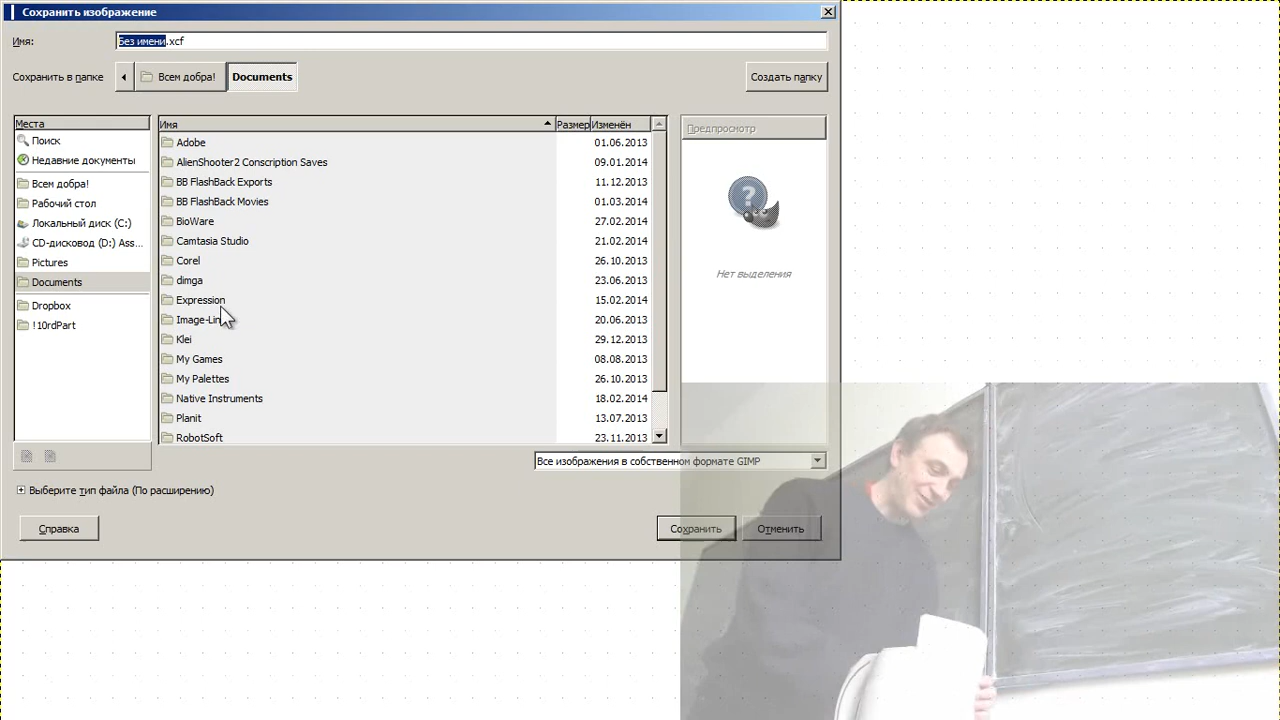 Сохранить изображение
Имя: Без имени.xcf
Сохранить в папке Всем добра! Documents Создать папку
Места
Поиск
Недавние документы
Всем добра!
Рабочий стол
Локальный диск (C:)
CD-дисковод (D:) Ass...
Pictures
Documents
Dropbox
!10rdPart
Имя Размер Изменён
Adobe 01.06.2013
AlienShooter2 Conscription Saves 09.01.2014
BB FlashBack Exports 11.12.2013
BB FlashBack Movies 01.03.2014
BioWare 27.02.2014
Camtasia Studio 21.02.2014
Corel 26.10.2013
dimga 23.06.2013
Expression 15.02.2014
Image-Line 20.06.2013
Klei 29.12.2013
My Games 08.08.2013
My Palettes 26.10.2013
Native Instruments 18.02.2014
Planit 13.07.2013
RobotSoft 23.11.2013
Предпросмотр
Нет выделения
Все изображения в собственном формате GIMP
Выберите тип файла (По расширению)
Справка Сохранить Отменить